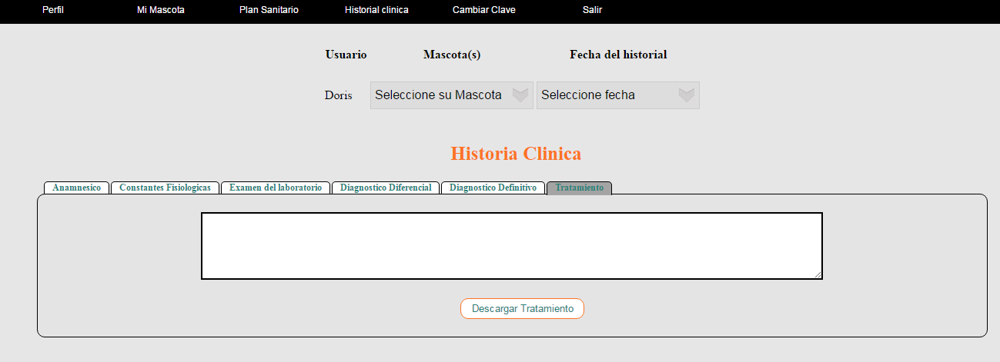 Perfil Mi Mascota Plan Sanitario Historial clinica Cambiar Clave Salir
Usuario Mascota(s) Fecha del historial
Doris Seleccione su Mascota Seleccione fecha
Historia Clinica
Anamnesico Constantes Fisiologicas Examen del laboratorio Diagnostico Diferencial Diagnostico Definitivo Tratamiento
Descargar Tratamiento